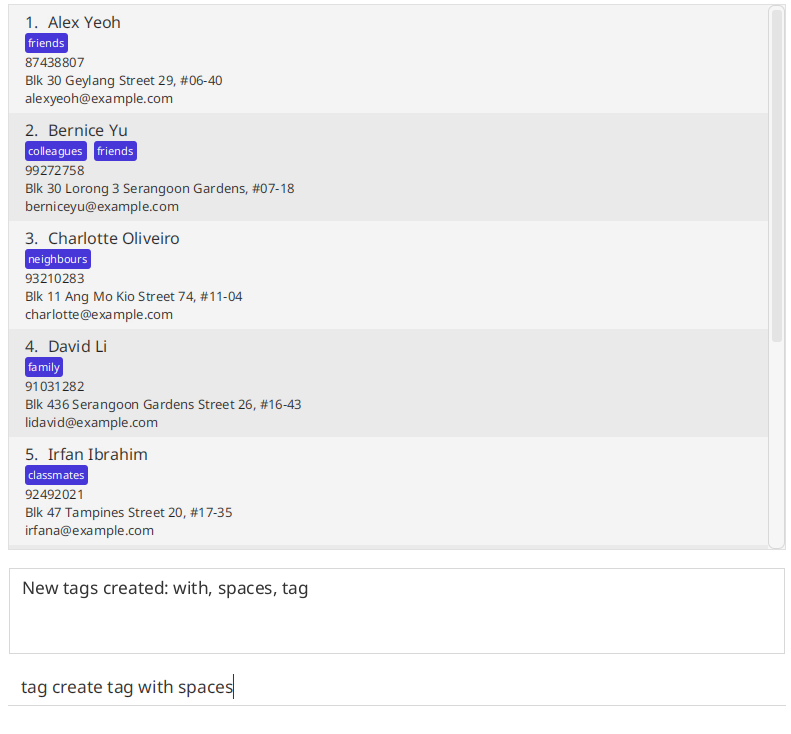 1. Alex Yeoh
friends
87438807
Blk 30 Geylang Street 29, #06-40
alexyeoh@example.com
2. Bernice Yu
colleagues friends
99272758
Blk 30 Lorong 3 Serangoon Gardens, #07-18
berniceyu@example.com
3. Charlotte Oliveiro
neighbours
93210283
Blk 11 Ang Mo Kio Street 74, #11-04
charlotte@example.com
4. David Li
family
91031282
Blk 436 Serangoon Gardens Street 26, #16-43
lidavid@example.com
5. Irfan Ibrahim
classmates
92492021
Blk 47 Tampines Street 20, #17-35
irfana@example.com
New tags created: with, spaces, tag
tag create tag with spaces